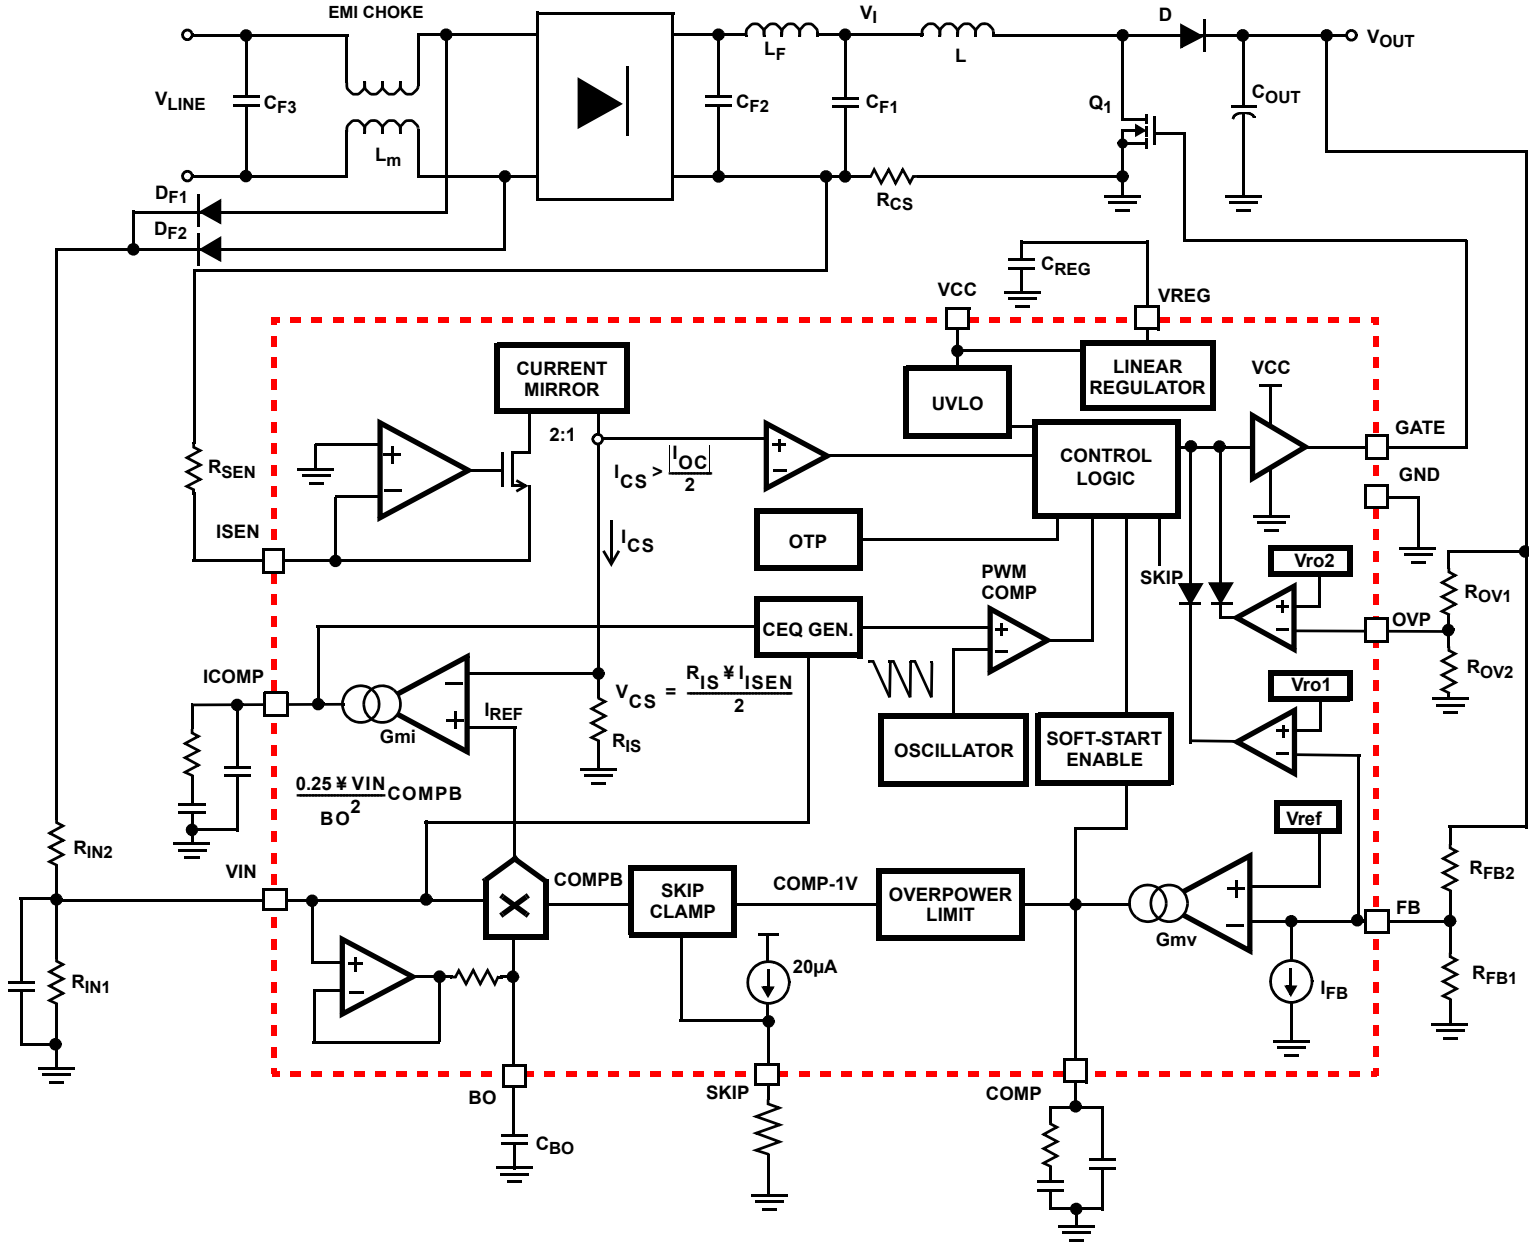 EMI CHOKE
VI
D
VOUT
LF
L
VLINE
CF3
CF2
CF1
Q1
COUT
Lm
RCS
DF1
DF2
CREG
VCC
VREG
CURRENT
MIRROR
LINEAR
REGULATOR
VCC
UVLO
2:1
GATE
RSEN
ICS > |IOC|
2
CONTROL
LOGIC
GND
ISEN
ICS
OTP
PWM
COMP
SKIP
Vro2
ROV1
OVP
CEQ GEN.
ROV2
ICOMP
VCS = RIS ¥ IISEN
2
Vro1
IREF
Gmi
RIS
OSCILLATOR
SOFT-START
ENABLE
0.25 ¥ VIN
COMPB
BO2
Vref
RIN2
VIN
COMPB
SKIP
CLAMP
COMP-1V
OVERPOWER
LIMIT
RFB2
FB
Gmv
20µA
RIN1
IFB
RFB1
BO
SKIP
COMP
CBO